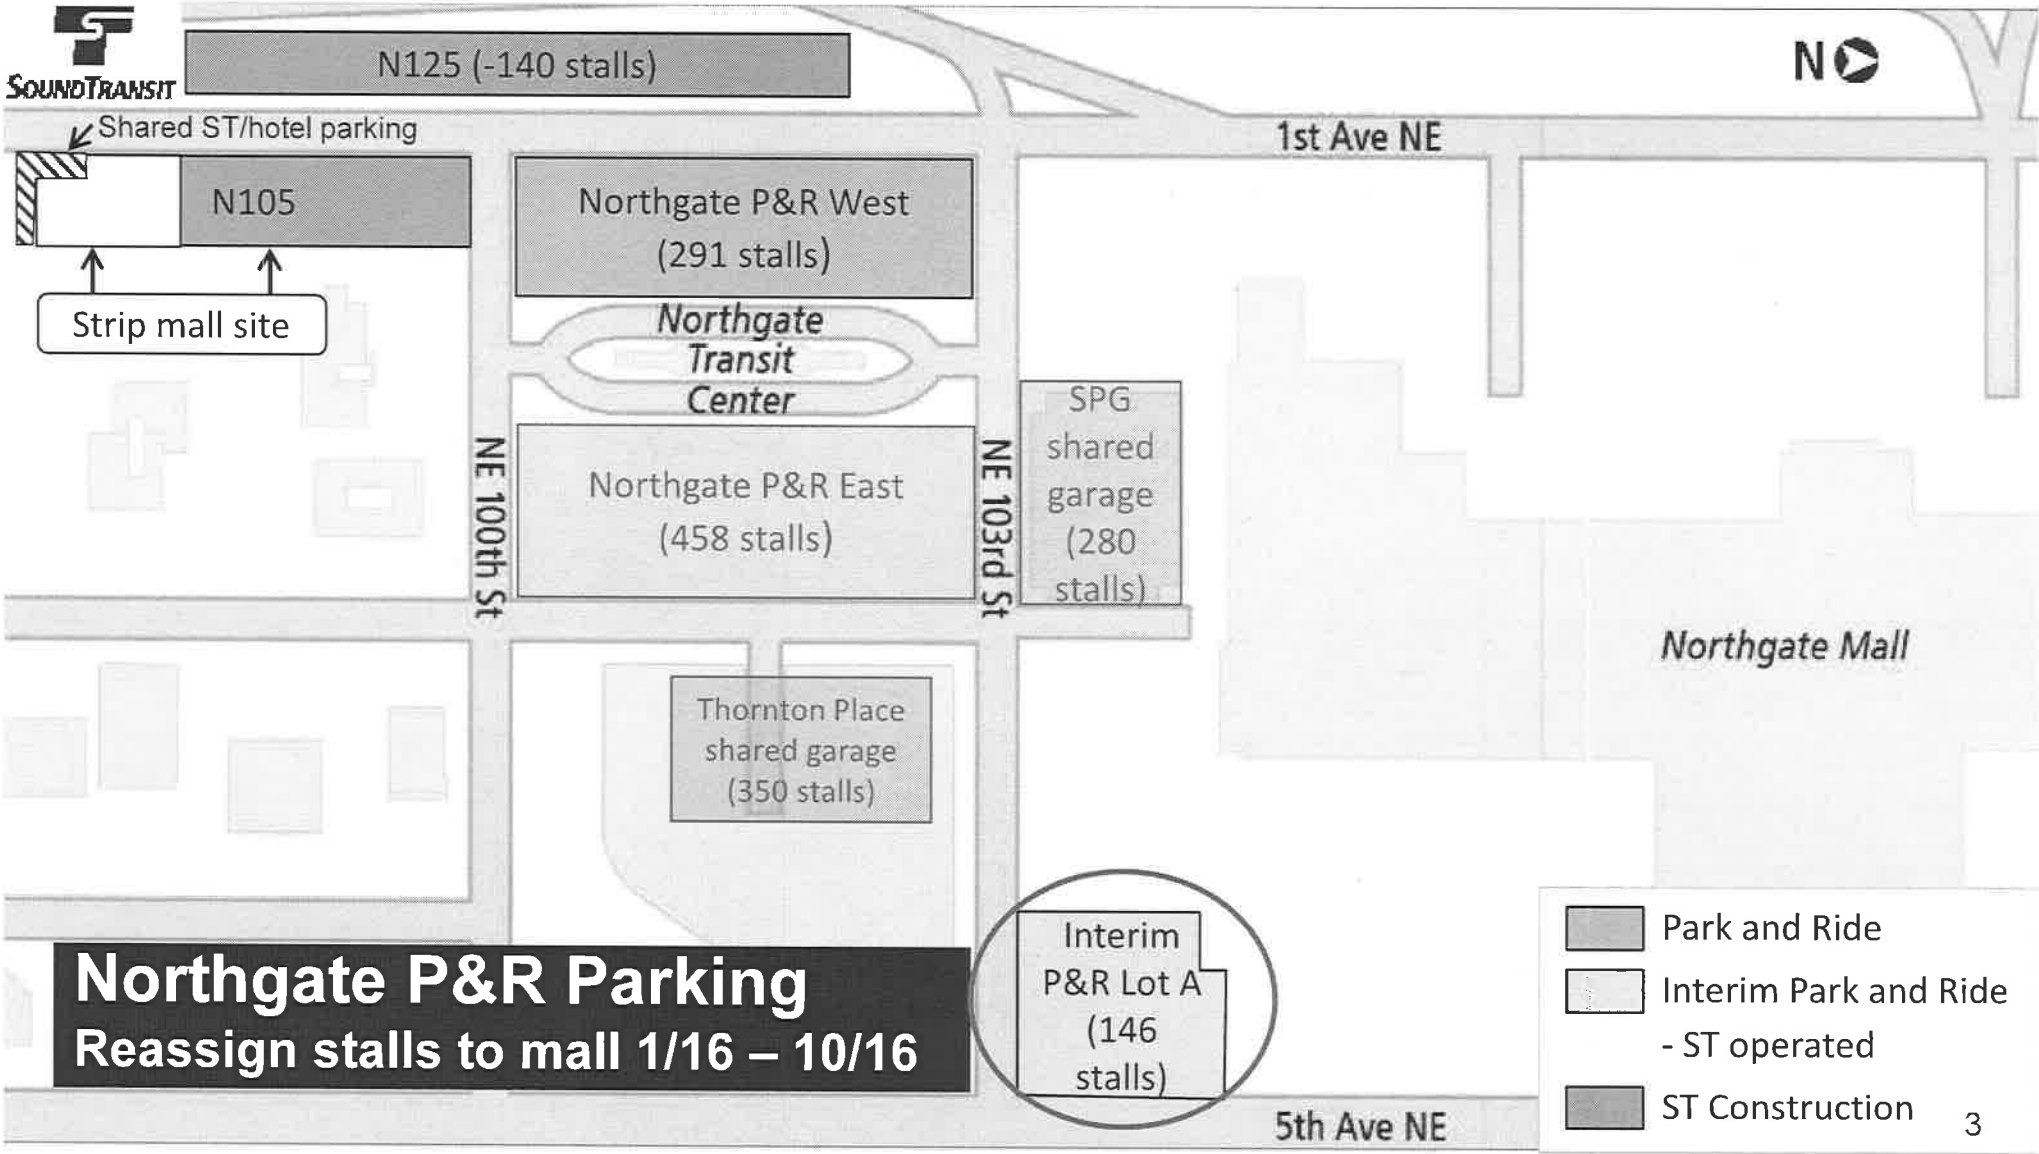 SOUNDTRANSIT
N125 (-140 stalls)
N
Shared ST/hotel parking
1st Ave NE
N105
Northgate P&R West
(291 stalls)
Strip mall site
Northgate
Transit
Center
SPG
shared
garage
(280
stalls)
NE 100th St
Northgate P&R East
(458 stalls)
NE 103rd St
Northgate Mall
Thornton Place
shared garage
(350 stalls)
Interim
P&R Lot A
(146
stalls)
Northgate P&R Parking
Reassign stalls to mall 1/16 – 10/16
5th Ave NE
Park and Ride
Interim Park and Ride
- ST operated
ST Construction
3